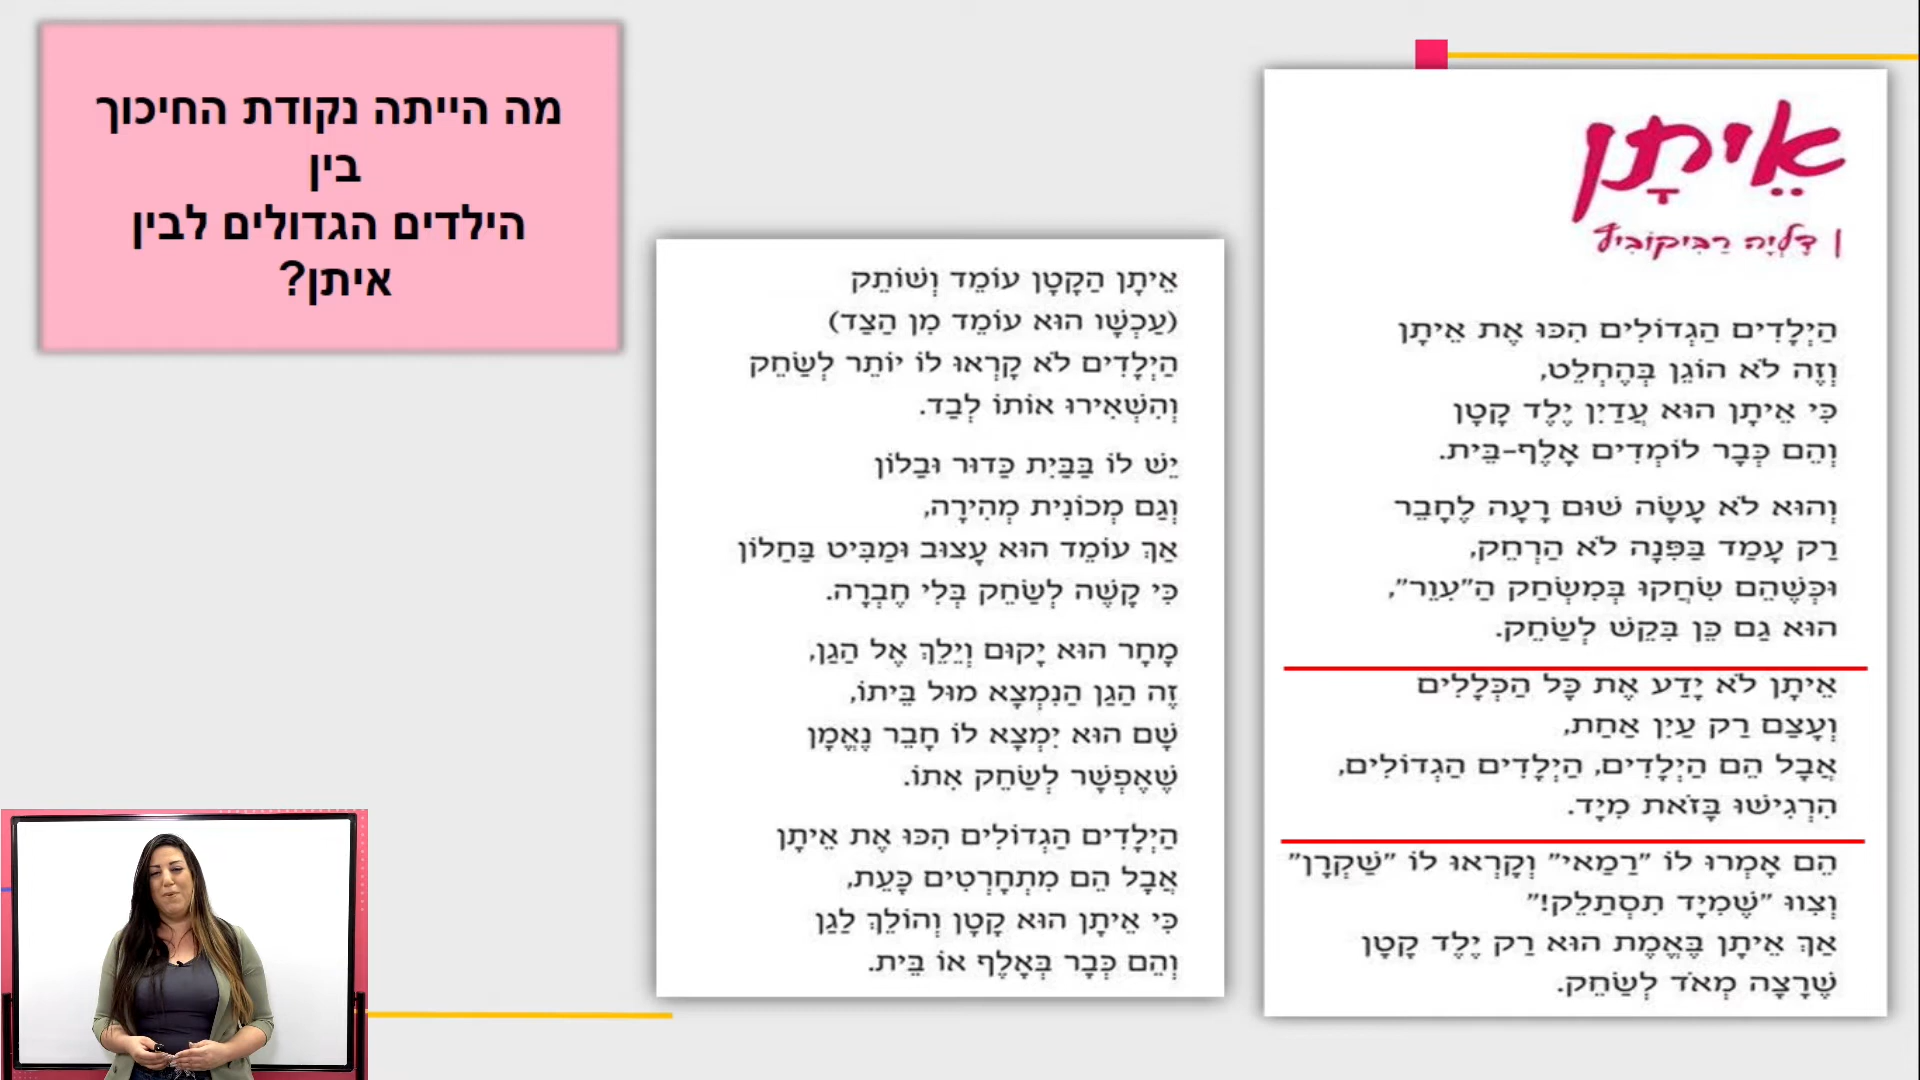 מה הייתה נקודת החיכוך
בין
הילדים הגדולים לבין
איתן?
אֵיתָן
| דָּלְיָה רַבִּיקוֹבִיץ
הַיְלָדִים הַגְּדוֹלִים הִכּוּ אֶת אֵיתָן
וְזֶה לֹא הוֹגֵן בְּהֶחְלֵט,
כִּי אֵיתָן הוּא עֲדַיִן יֶלֶד קָטָן
וְהֵם כְּבָר לוֹמְדִים אָלֶף-בֵּית.
וְהוּא לֹא עָשָׂה שׁוּם רָעָה לְחָבֵר
רַק עָמַד בַּפִּנָּה לֹא הַרְחֵק,
וּכְשֶׁהֵם שִׂחֲקוּ בְּמִשְׂחַק הַ"עִוֵּר",
הוּא גַּם כֵּן בִּקֵּשׁ לְשַׂחֵק.
אֵיתָן לֹא יָדַע אֶת כָּל הַכְּלָלִים
וְעָצַם רַק עַיִן אַחַת,
אֲבָל הֵם הַיְלָדִים, הַיְלָדִים הַגְּדוֹלִים,
הִרְגִּישׁוּ בָּזֹאת מִיָּד.
הֵם אָמְרוּ לוֹ "רַמַּאי" וְקָרְאוּ לוֹ "שַׁקְרָן"
וְצִוּוּ "שֶׁמִּיָּד תִּסְתַּלֵּק!"
אַךְ אֵיתָן בֶּאֱמֶת הוּא רַק יֶלֶד קָטָן
שֶׁרָצָה מְאֹד לְשַׂחֵק.
אֵיתָן הַקָּטָן עוֹמֵד וְשׁוֹתֵק
(עַכְשָׁו הוּא עוֹמֵד מִן הַצַּד)
הַיְלָדִים לֹא קָרְאוּ לוֹ יוֹתֵר לְשַׂחֵק
וְהִשְׁאִירוּ אוֹתוֹ לְבַד.
יֵשׁ לוֹ בַּבַּיִת כַּדּוּר וּבָלוֹן
וְגַם מְכוֹנִית מְהִירָה,
אַךְ עוֹמֵד הוּא עָצוּב וּמַבִּיט בַּחַלּוֹן
כִּי קָשֶׁה לְשַׂחֵק בְּלִי חֶבְרָה.
מָחָר הוּא יָקוּם וְיֵלֵךְ אֶל הַגַּן,
זֶה הַגַּן הַנִּמְצָא מוּל בֵּיתוֹ,
שָׁם הוּא יִמְצָא לוֹ חָבֵר נֶאֱמָן
שֶׁאֶפְשָׁר לְשַׂחֵק אִתּוֹ.
הַיְלָדִים הַגְּדוֹלִים הִכּוּ אֶת אֵיתָן
אֲבָל הֵם מִתְחָרְטִים כָּעֵת,
כִּי אֵיתָן הוּא קָטָן וְהוֹלֵךְ לַגַּן
וְהֵם כְּבָר בְּאָלֶף אוֹ בֵּית.